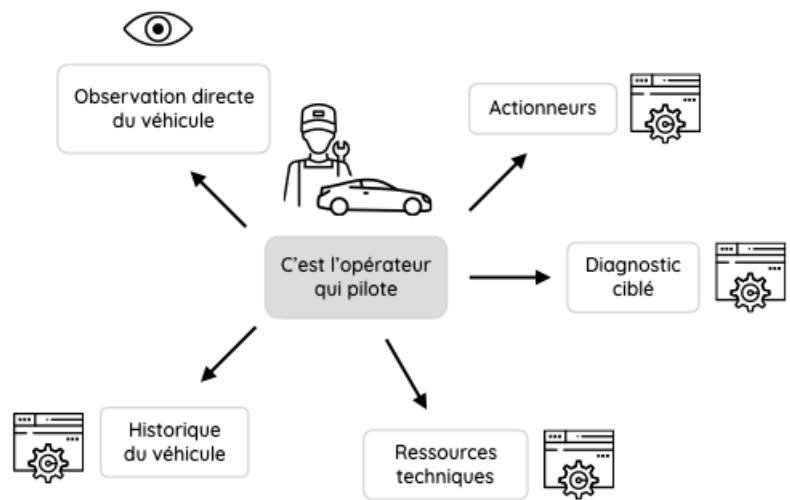 Observation directe
du véhicule
Actionneurs
C'est l'opérateur
qui pilote
Diagnostic
ciblé
Historique
du véhicule
Ressources
techniques